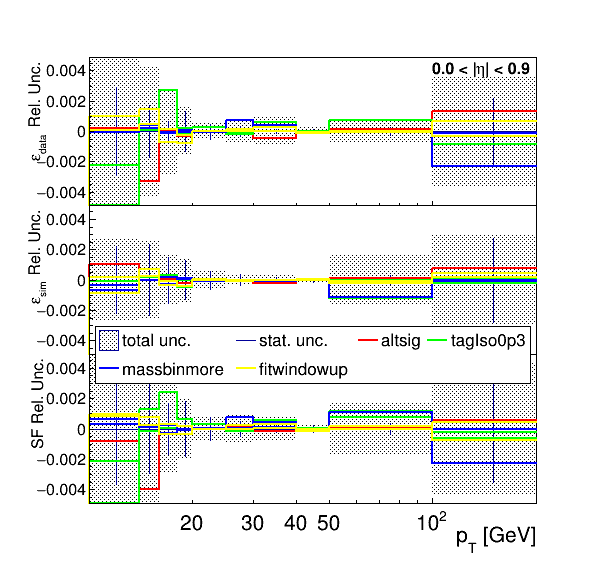 0.0 < |η| < 0.9
ε_data Rel. Unc.
0.004
0.002
0
−0.002
−0.004
ε_sim Rel. Unc.
0.004
0.002
0
−0.002
−0.004
total unc. stat. unc. altsig tagIso0p3
massbinmore fitwindowup
SF Rel. Unc.
0.004
0.002
0
−0.002
−0.004
20 30 40 50 10²
p_T [GeV]